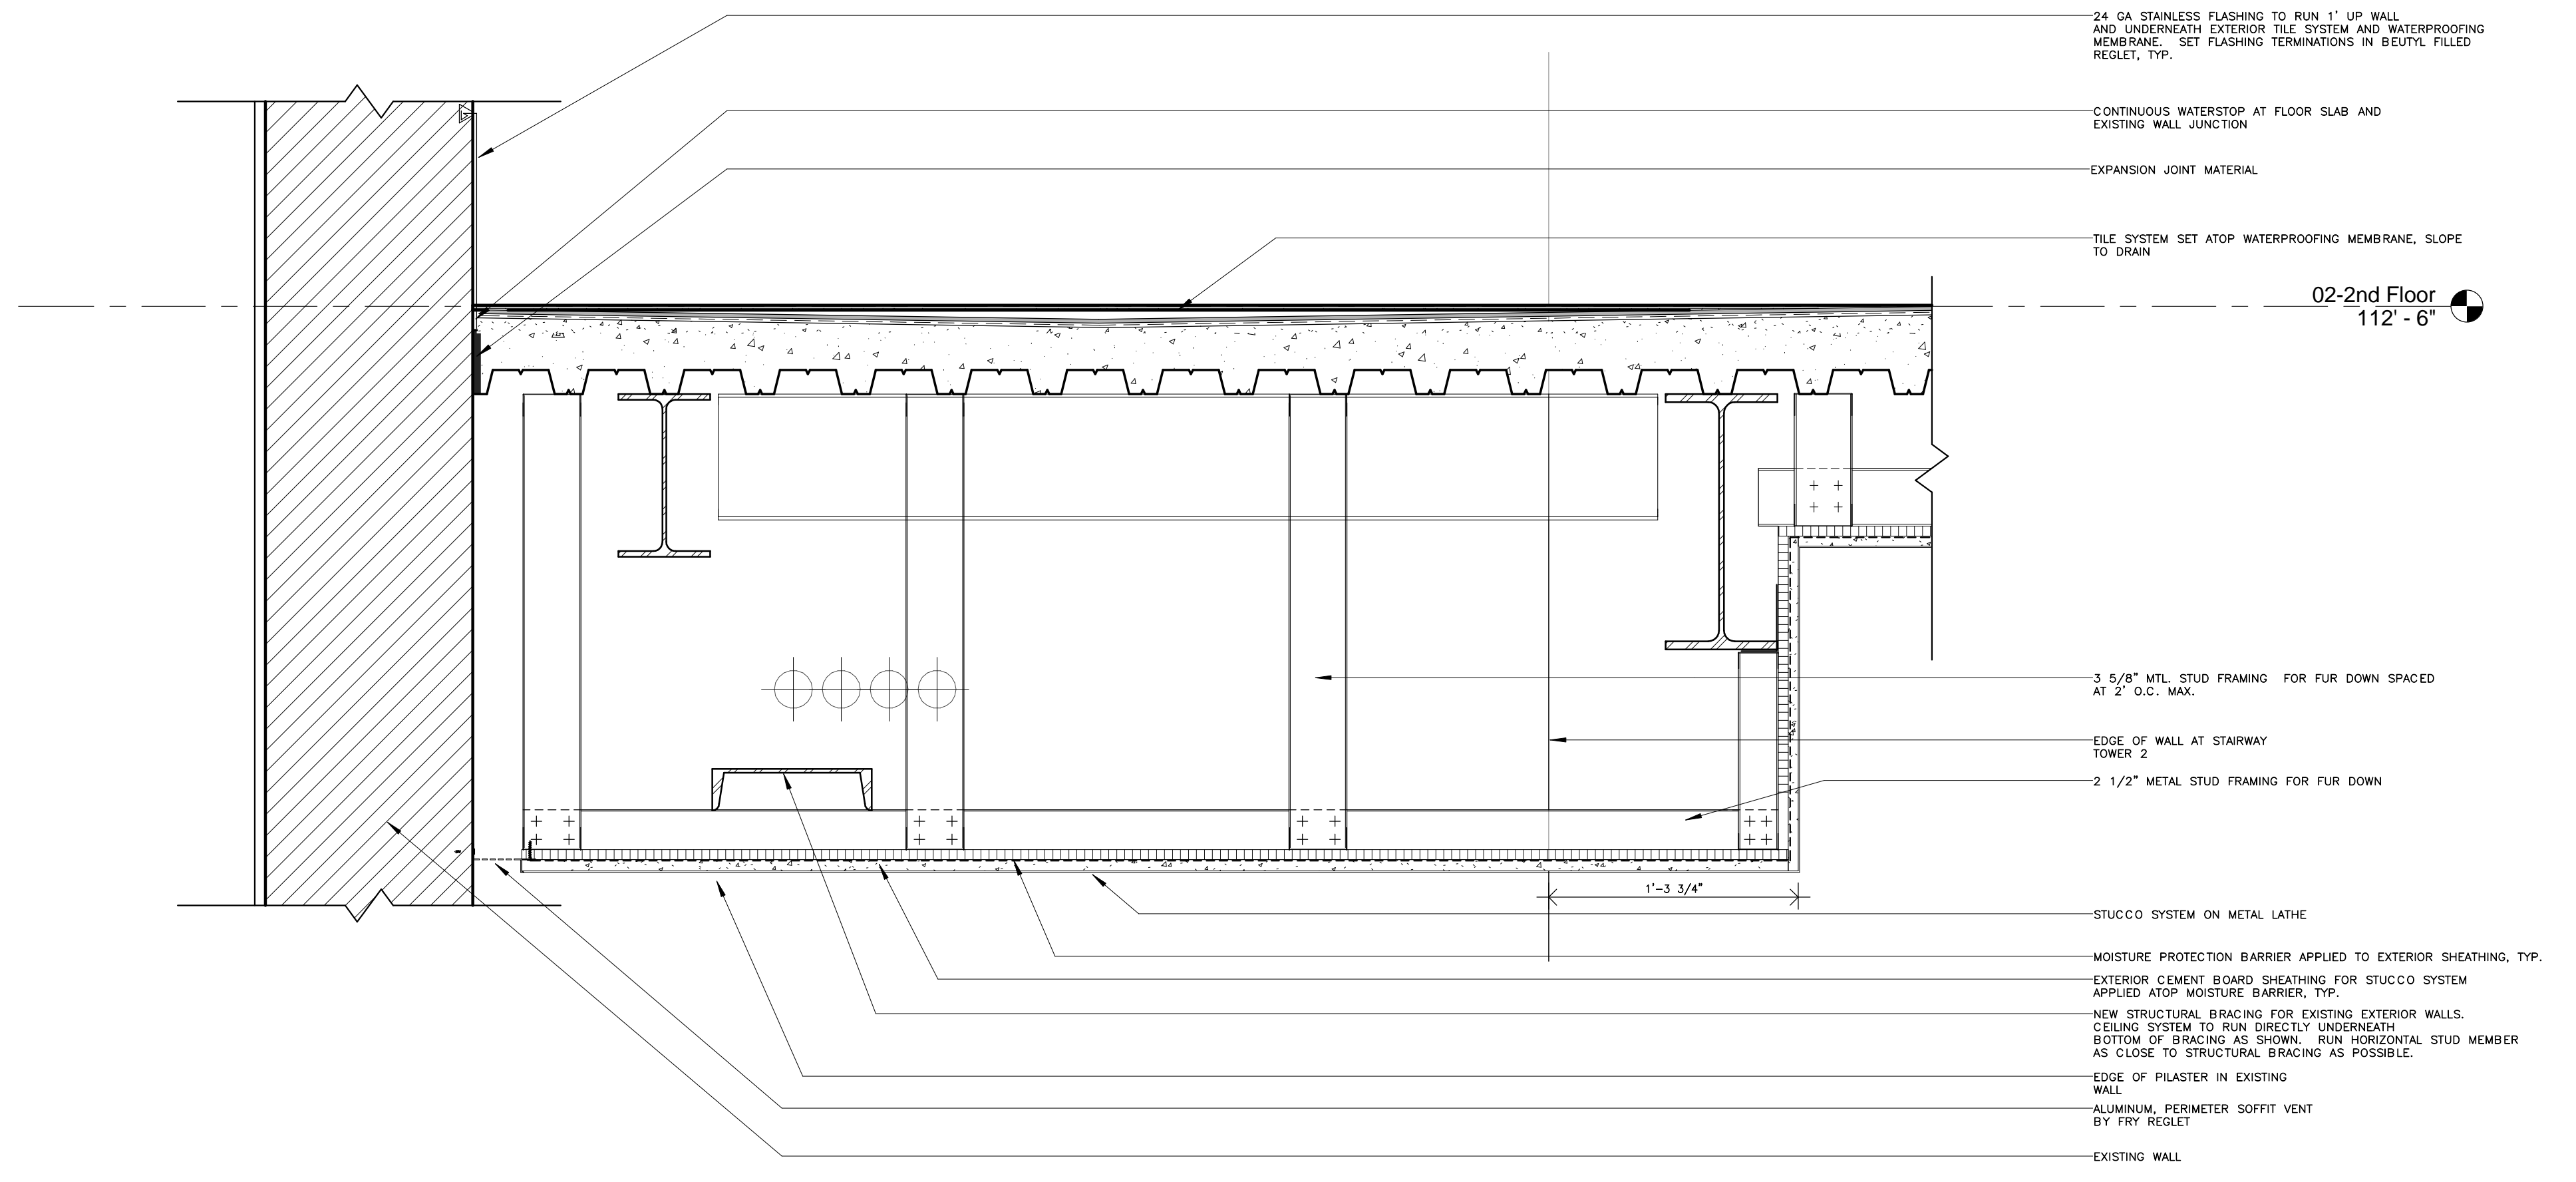 24 GA STAINLESS FLASHING TO RUN 1' UP WALL
AND UNDERNEATH EXTERIOR TILE SYSTEM AND WATERPROOFING
MEMBRANE. SET FLASHING TERMINATIONS IN BEUTYL FILLED
REGLET, TYP.
CONTINUOUS WATERSTOP AT FLOOR SLAB AND
EXISTING WALL JUNCTION
EXPANSION JOINT MATERIAL
TILE SYSTEM SET ATOP WATERPROOFING MEMBRANE, SLOPE
TO DRAIN
02-2nd Floor
112' - 6"
3 5/8" MTL. STUD FRAMING FOR FUR DOWN SPACED
AT 2' O.C. MAX.
EDGE OF WALL AT STAIRWAY
TOWER 2
2 1/2" METAL STUD FRAMING FOR FUR DOWN
1'-3 3/4"
STUCCO SYSTEM ON METAL LATHE
MOISTURE PROTECTION BARRIER APPLIED TO EXTERIOR SHEATHING, TYP.
EXTERIOR CEMENT BOARD SHEATHING FOR STUCCO SYSTEM
APPLIED ATOP MOISTURE BARRIER, TYP.
NEW STRUCTURAL BRACING FOR EXISTING EXTERIOR WALLS.
CEILING SYSTEM TO RUN DIRECTLY UNDERNEATH
BOTTOM OF BRACING AS SHOWN. RUN HORIZONTAL STUD MEMBER
AS CLOSE TO STRUCTURAL BRACING AS POSSIBLE.
EDGE OF PILASTER IN EXISTING
WALL
ALUMINUM, PERIMETER SOFFIT VENT
BY FRY REGLET
EXISTING WALL